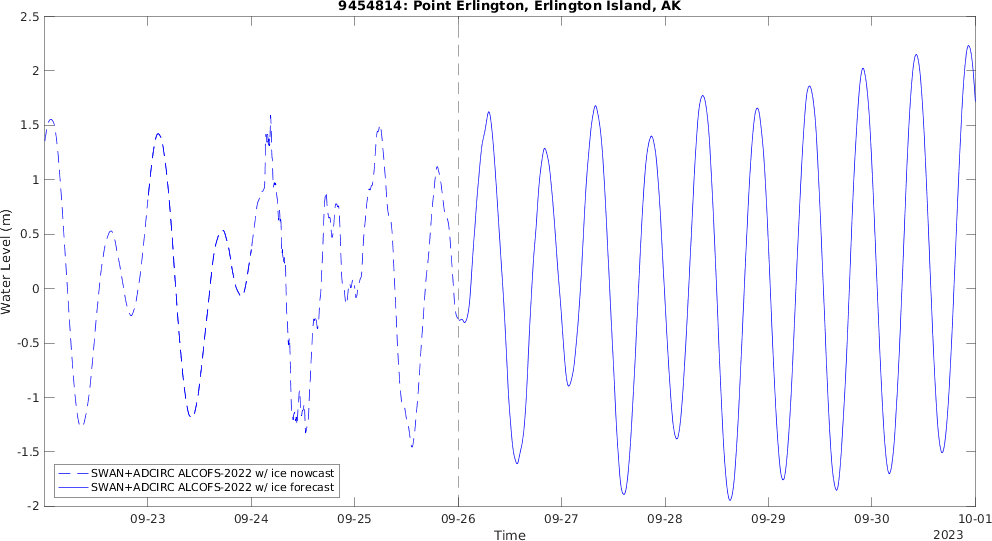 9454814: Point Erlington, Erlington Island, AK
2.5
2
1.5
1
0.5
0
-0.5
-1
-1.5
-2
Water Level (m)
SWAN+ADCIRC ALCOFS-2022 w/ ice nowcast
SWAN+ADCIRC ALCOFS-2022 w/ ice forecast
09-23 09-24 09-25 09-26 09-27 09-28 09-29 09-30 10-01
Time
2023